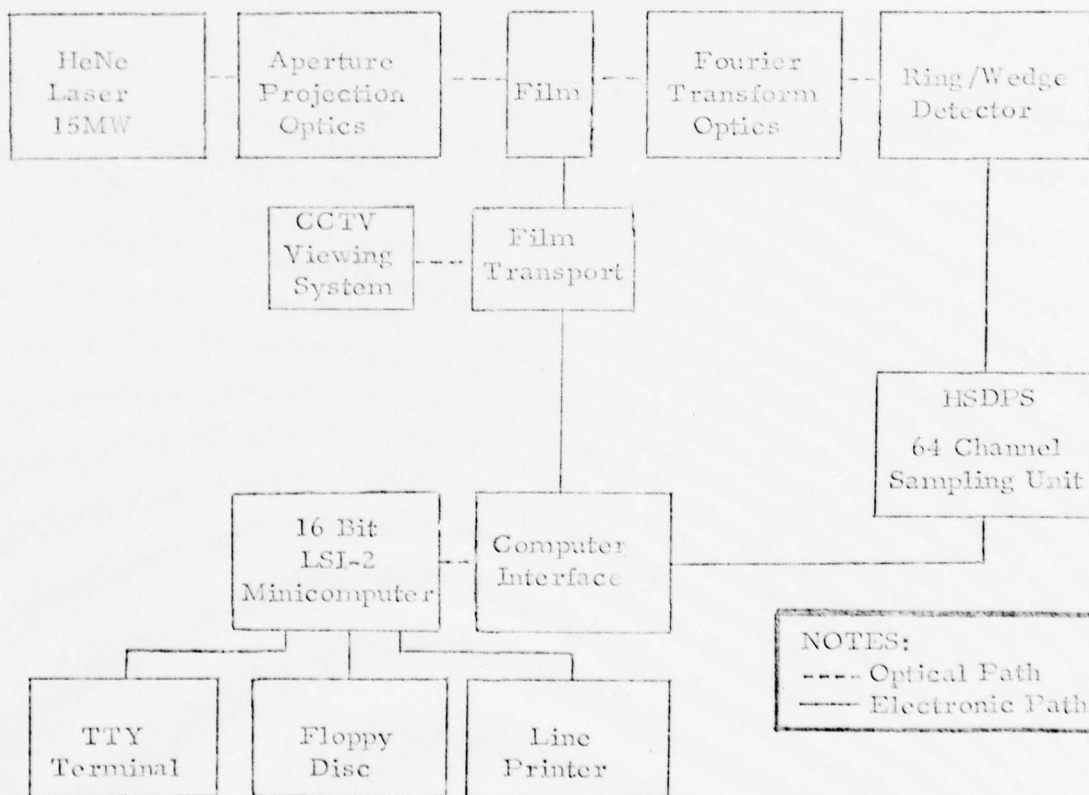 HeNe
Laser
15MW
Aperture
Projection
Optics
Film
Fourier
Transform
Optics
Ring/Wedge
Detector
CCTV
Viewing
System
Film
Transport
HSDPS
64 Channel
Sampling Unit
16 Bit
LSI-2
Minicomputer
Computer
Interface
NOTES:
---- Optical Path
—— Electronic Path
TTY
Terminal
Floppy
Disc
Line
Printer